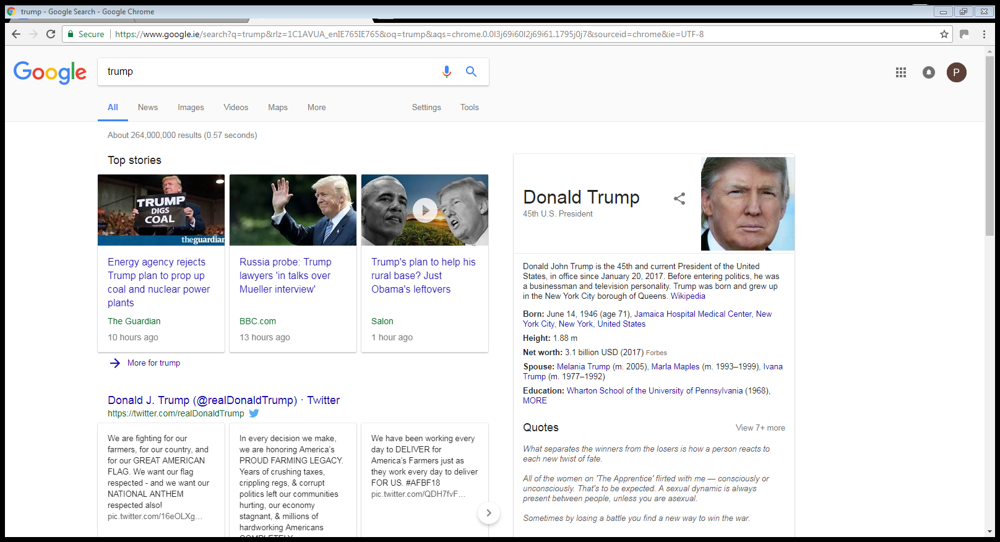 trump - Google Search - Google Chrome
Secure https://www.google.ie/search?q=trump&rlz=1C1AVUA_enIE765IE765&oq=trump&aqs=chrome.0.0l3j69i60l2j69i61.1795j0j7&sourceid=chrome&ie=UTF-8
Google
trump
P
All News Images Videos Maps More Settings Tools
About 264,000,000 results (0.57 seconds)
Top stories
TRUMP
DIGS
COAL
theguardian
Energy agency rejects
Trump plan to prop up
coal and nuclear power
plants
The Guardian
10 hours ago
Russia probe: Trump
lawyers 'in talks over
Mueller interview'
BBC.com
13 hours ago
Trump's plan to help his
rural base? Just
Obama's leftovers
Salon
1 hour ago
More for trump
Donald J. Trump (@realDonaldTrump) · Twitter
https://twitter.com/realDonaldTrump
We are fighting for our
farmers, for our country, and
for our GREAT AMERICAN
FLAG. We want our flag
respected - and we want our
NATIONAL ANTHEM
respected also!
pic.twitter.com/16eOLXg...
In every decision we make,
we are honoring America's
PROUD FARMING LEGACY.
Years of crushing taxes,
crippling regs, & corrupt
politics left our communities
hurting, our economy
stagnant, & millions of
hardworking Americans
COMPLETELY
We have been working every
day to DELIVER for
America's Farmers just as
they work every day to deliver
FOR US. #AFBF18
pic.twitter.com/QDH7fvF...
Donald Trump
45th U.S. President
Donald John Trump is the 45th and current President of the United
States, in office since January 20, 2017. Before entering politics, he was
a businessman and television personality. Trump was born and grew up
in the New York City borough of Queens. Wikipedia
Born: June 14, 1946 (age 71), Jamaica Hospital Medical Center, New
York City, New York, United States
Height: 1.88 m
Net worth: 3.1 billion USD (2017) Forbes
Spouse: Melania Trump (m. 2005), Marla Maples (m. 1993–1999), Ivana
Trump (m. 1977–1992)
Education: Wharton School of the University of Pennsylvania (1968),
MORE
Quotes View 7+ more
What separates the winners from the losers is how a person reacts to
each new twist of fate.
All of the women on 'The Apprentice' flirted with me — consciously or
unconsciously. That's to be expected. A sexual dynamic is always
present between people, unless you are asexual.
Sometimes by losing a battle you find a new way to win the war.